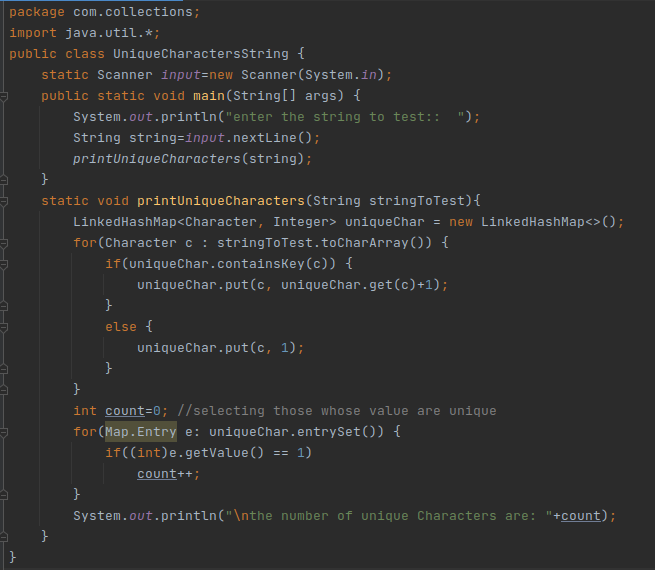 package com.collections;
import java.util.*;
public class UniqueCharactersString {
    static Scanner input=new Scanner(System.in);
    public static void main(String[] args) {
        System.out.println("enter the string to test::  ");
        String string=input.nextLine();
        printUniqueCharacters(string);
    }
    static void printUniqueCharacters(String stringToTest){
        LinkedHashMap<Character, Integer> uniqueChar = new LinkedHashMap<>();
        for(Character c : stringToTest.toCharArray()) {
            if(uniqueChar.containsKey(c)) {
                uniqueChar.put(c, uniqueChar.get(c)+1);
            }
            else {
                uniqueChar.put(c, 1);
            }
        }
        int count=0; //selecting those whose value are unique
        for(Map.Entry e: uniqueChar.entrySet()) {
            if((int)e.getValue() == 1)
                count++;
        }
        System.out.println("\nthe number of unique Characters are: "+count);
    }
}